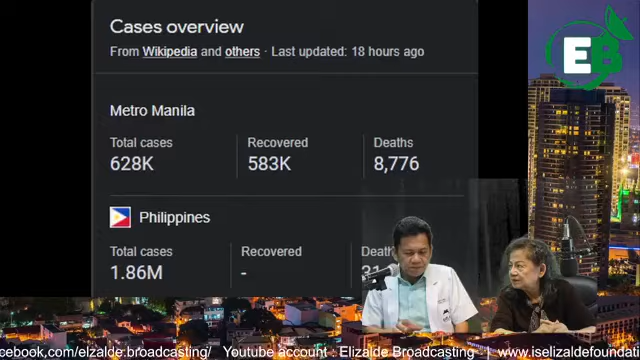 Cases overview
From Wikipedia and others · Last updated: 18 hours ago
Metro Manila
Total cases
Recovered
Deaths
628K
583K
8,776
Philippines
Total cases
Recovered
1.86M
-
EB
cebook.com/elzalde.broadcasting/ Youtube account : Elizalde Broadcasting - www.iselizaldefound